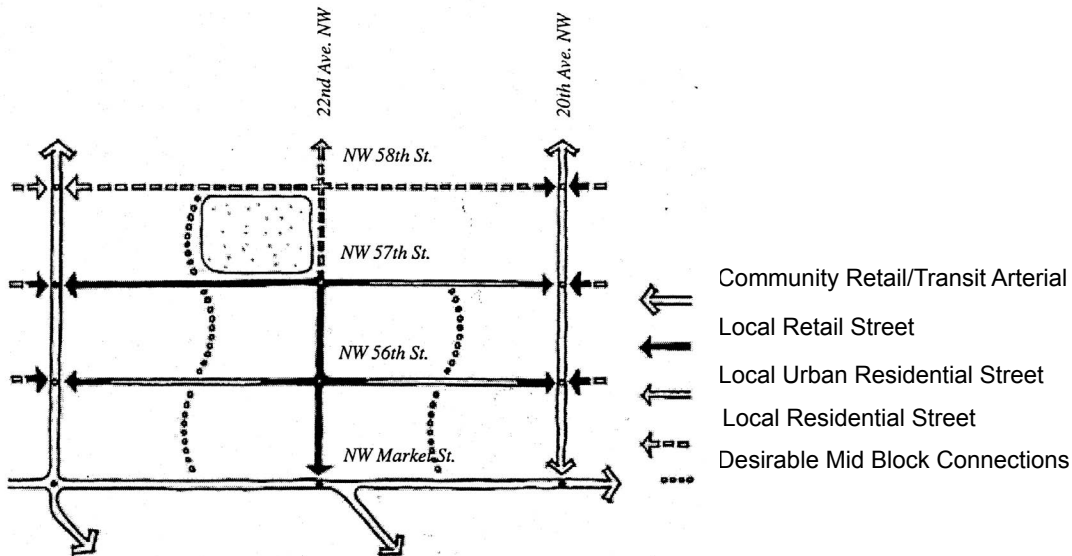 22nd Ave. NW
20th Ave. NW
NW 58th St.
NW 57th St.
NW 56th St.
NW Market St.
Community Retail/Transit Arterial
Local Retail Street
Local Urban Residential Street
Local Residential Street
Desirable Mid Block Connections